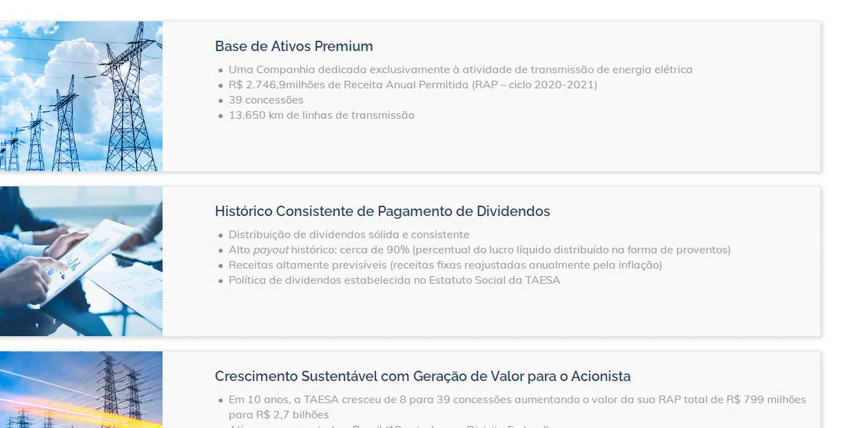 Base de Ativos Premium
Uma Companhia dedicada exclusivamente à atividade de transmissão de energia elétrica
R$ 2.746,9milhões de Receita Anual Permitida (RAP – ciclo 2020-2021)
39 concessões
13.650 km de linhas de transmissão
Histórico Consistente de Pagamento de Dividendos
Distribuição de dividendos sólida e consistente
Alto payout histórico: cerca de 90% (percentual do lucro líquido distribuído na forma de proventos)
Receitas altamente previsíveis (receitas fixas reajustadas anualmente pela inflação)
Política de dividendos estabelecida no Estatuto Social da TAESA
Crescimento Sustentável com Geração de Valor para o Acionista
Em 10 anos, a TAESA cresceu de 8 para 39 concessões aumentando o valor da sua RAP total de R$ 799 milhões
para R$ 2,7 bilhões